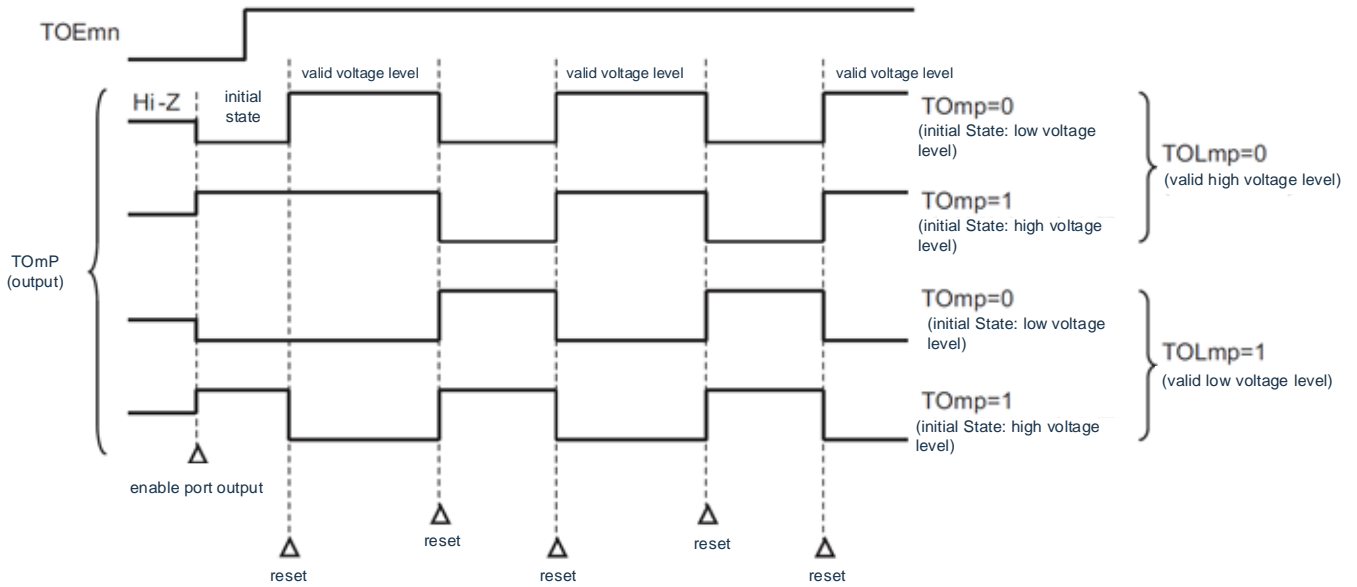 TOEmn
valid voltage level
valid voltage level
valid voltage level
Hi-Z
initial
state
TOmp=0
(initial State: low voltage
level)
TOLmp=0
(valid high voltage level)
TOmp=1
(initial State: high voltage
level)
TOmP
(output)
TOmp=0
(initial State: low voltage
level)
TOLmp=1
(valid low voltage level)
TOmp=1
(initial State: high voltage
level)
enable port output
reset
reset
reset
reset
reset